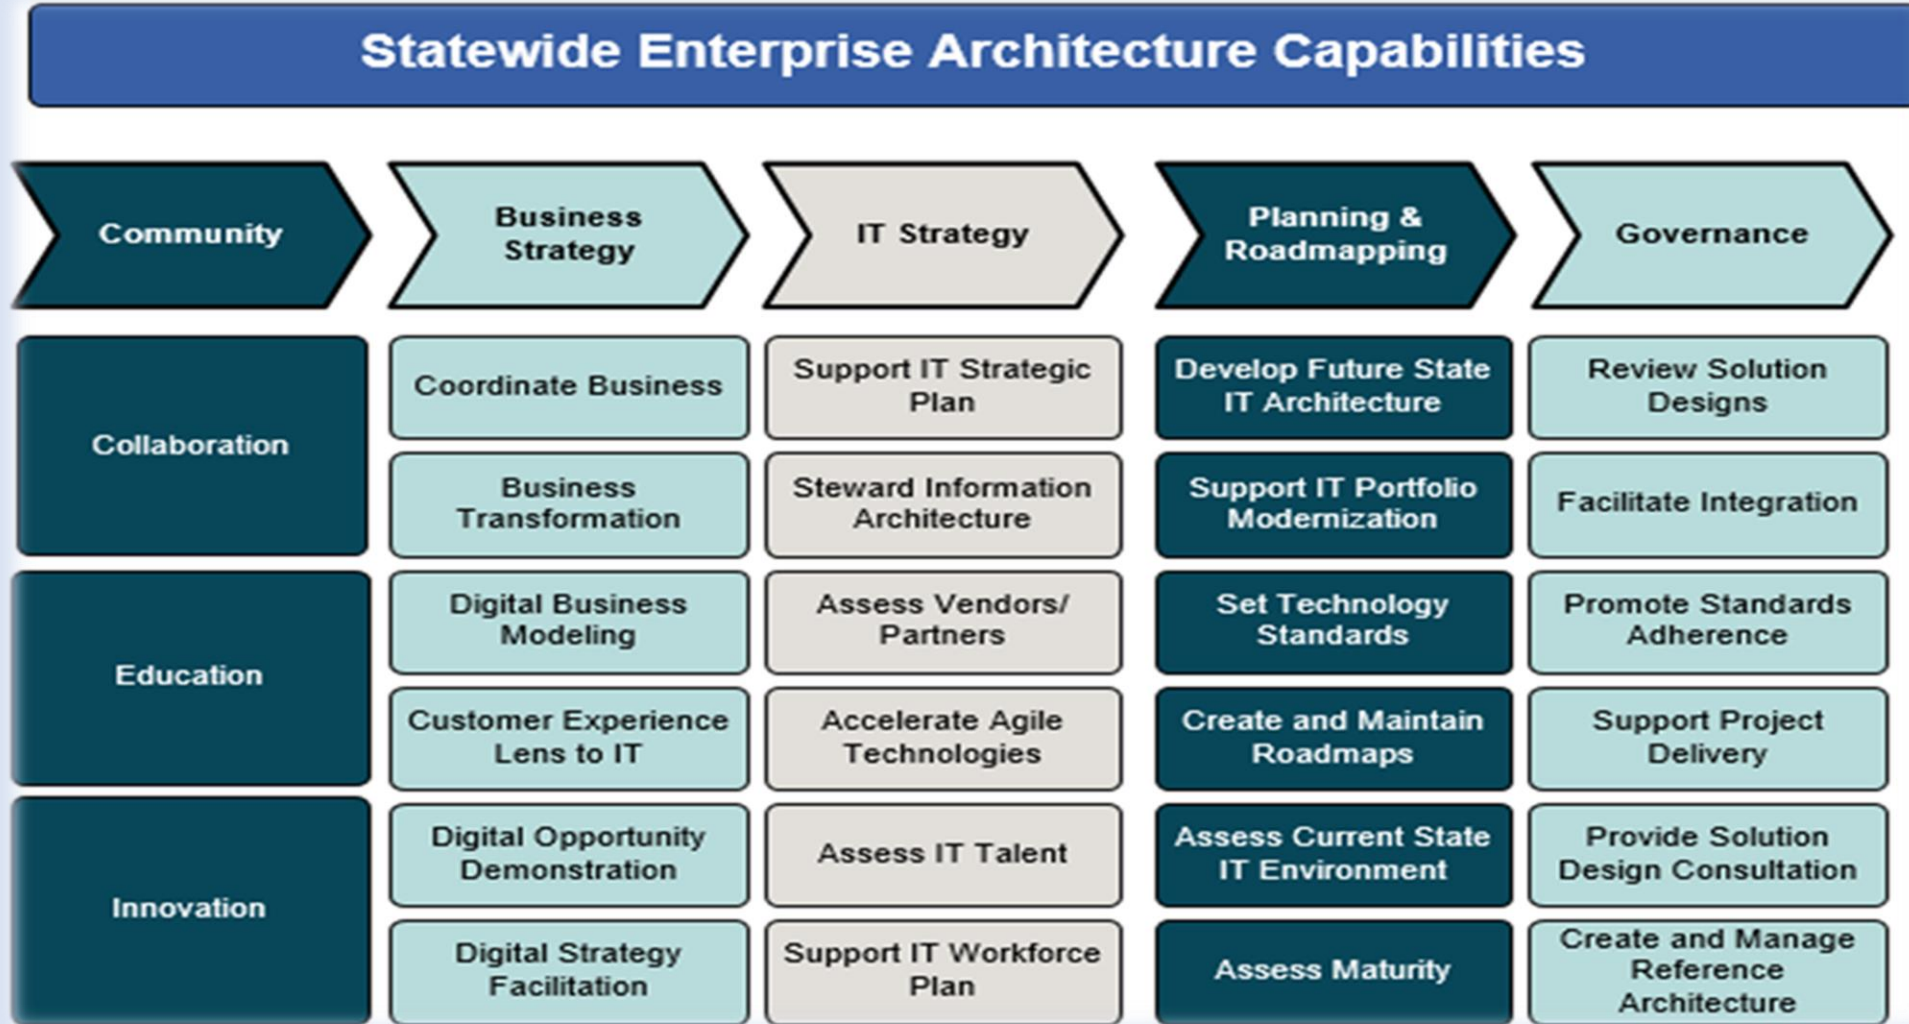 Statewide Enterprise Architecture Capabilities
Community
Business
Strategy
IT Strategy
Planning &
Roadmapping
Governance
Collaboration
Education
Innovation
Coordinate Business
Business
Transformation
Digital Business
Modeling
Customer Experience
Lens to IT
Digital Opportunity
Demonstration
Digital Strategy
Facilitation
Support IT Strategic
Plan
Steward Information
Architecture
Assess Vendors/
Partners
Accelerate Agile
Technologies
Assess IT Talent
Support IT Workforce
Plan
Develop Future State
IT Architecture
Support IT Portfolio
Modernization
Set Technology
Standards
Create and Maintain
Roadmaps
Assess Current State
IT Environment
Assess Maturity
Review Solution
Designs
Facilitate Integration
Promote Standards
Adherence
Support Project
Delivery
Provide Solution
Design Consultation
Create and Manage
Reference
Architecture